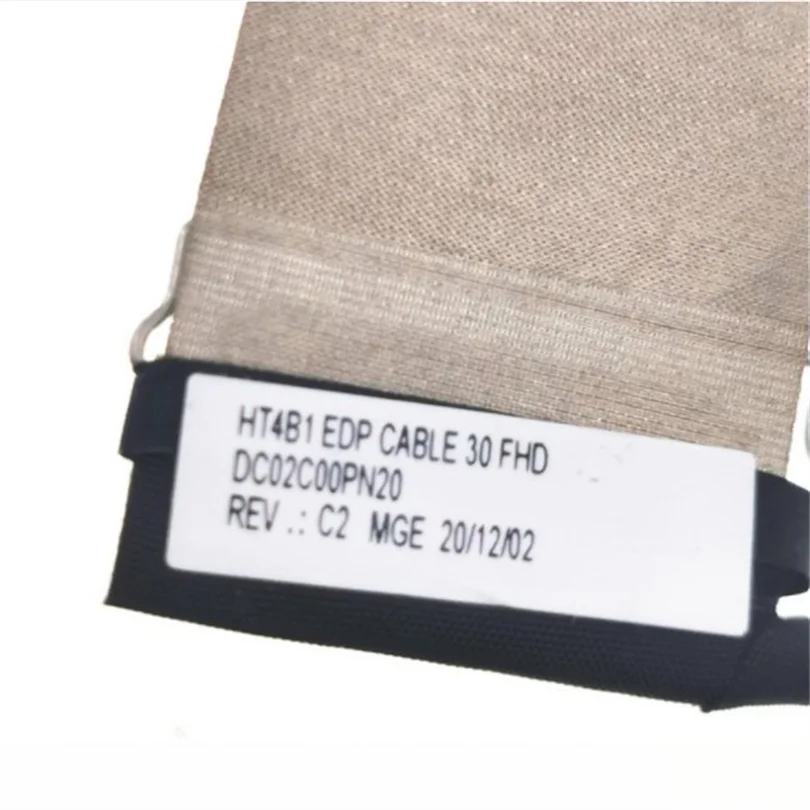 HT4B1 EDP CABLE 30 FHD
DC02C00PN20
REV .: C2 MGE 20/12/02